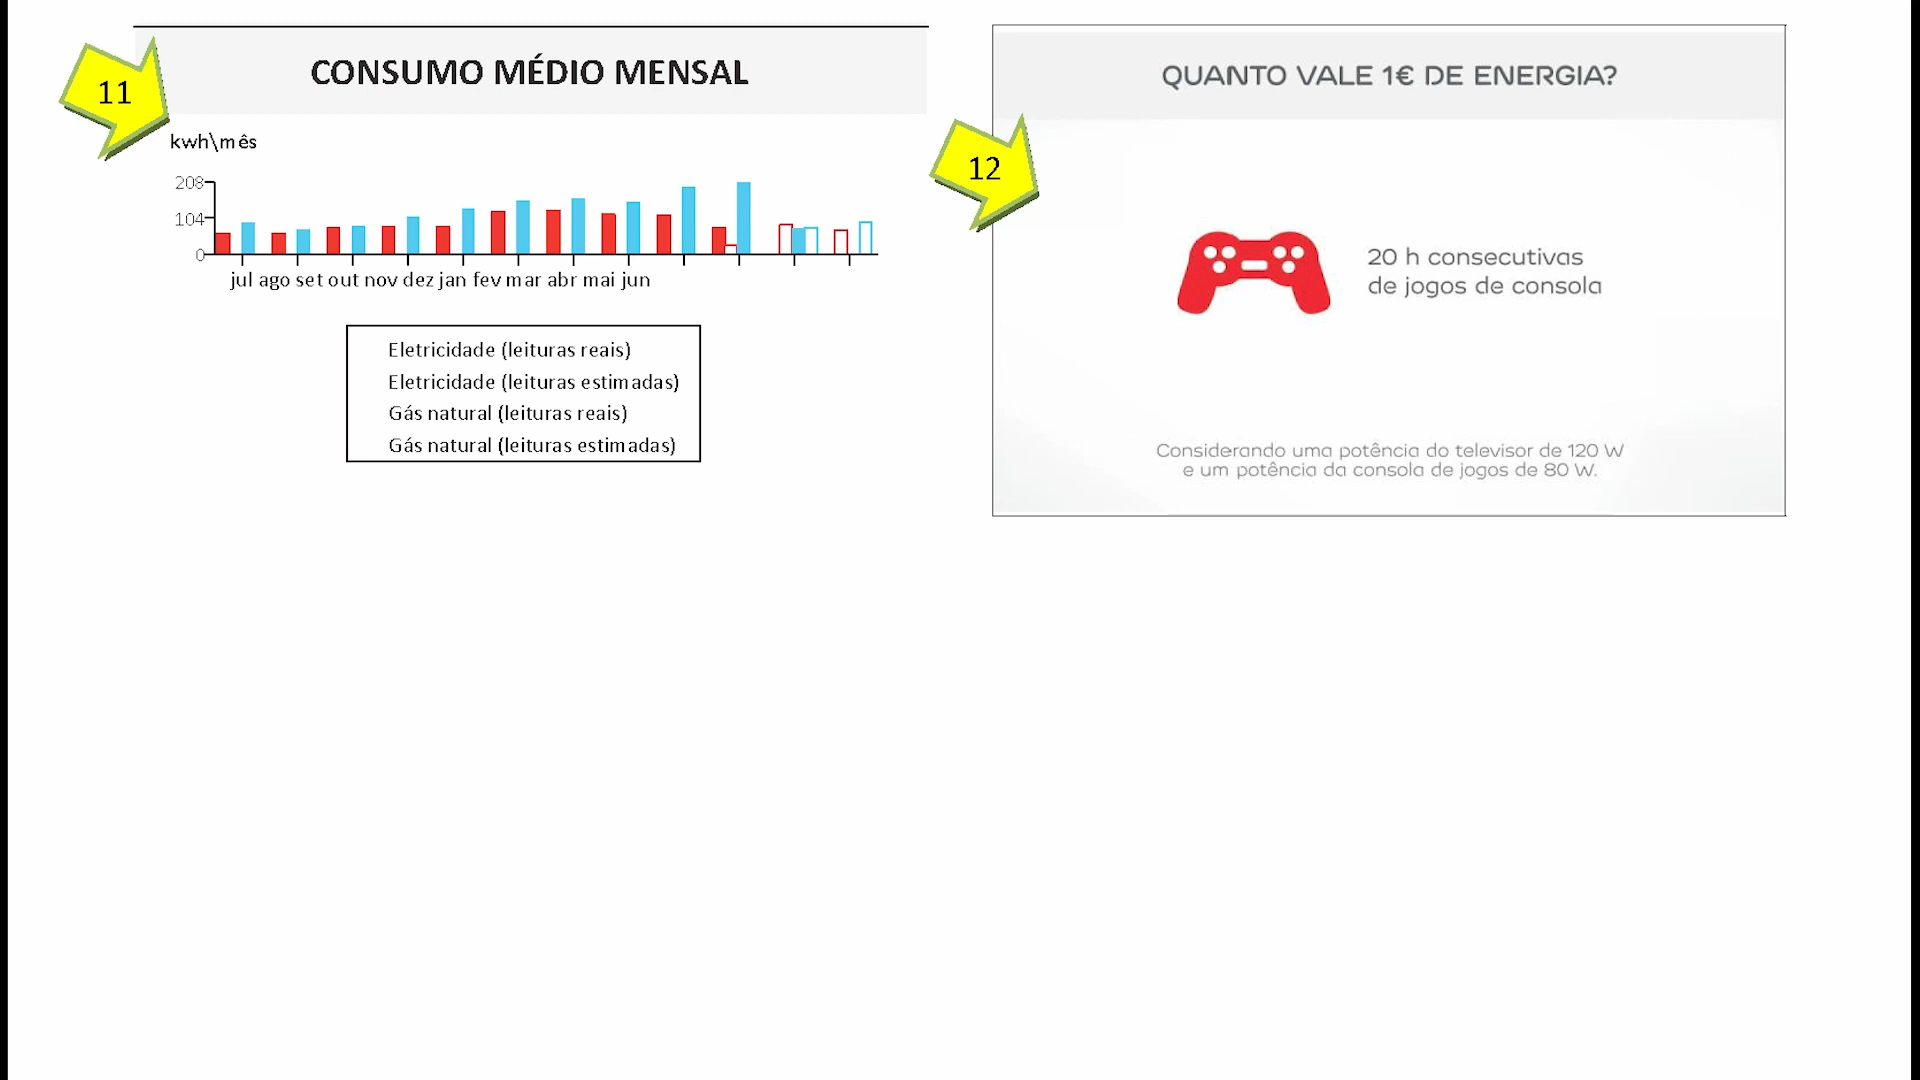 11
CONSUMO MÉDIO MENSAL
kwh\mês
208
104
0
jul ago set out nov dez jan fev mar abr mai jun
Eletricidade (leituras reais)
Eletricidade (leituras estimadas)
Gás natural (leituras reais)
Gás natural (leituras estimadas)
12
QUANTO VALE 1€ DE ENERGIA?
20 h consecutivas
de jogos de consola
Considerando uma potência do televisor de 120 W
e um potência da consola de jogos de 80 W.